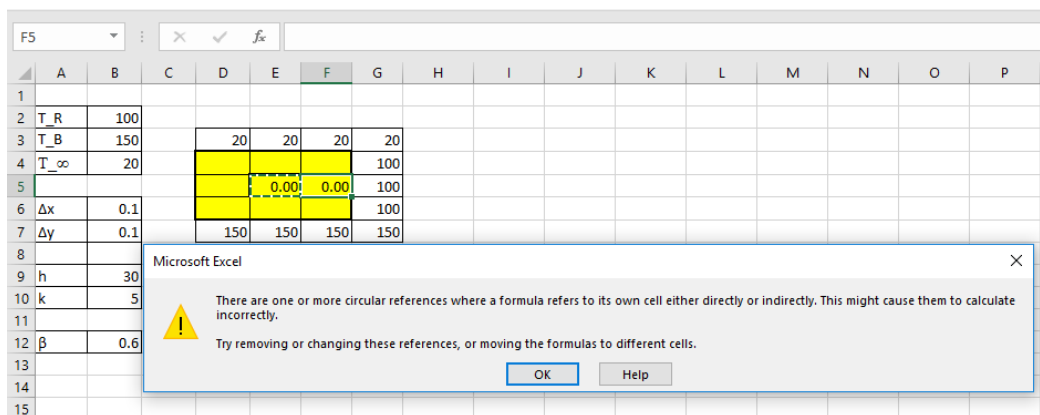 F5 fx
A B C D E F G H I J K L M N O P
1
2 T_R 100
3 T_B 150 20 20 20 20
4 T_∞ 20 100
5 0.00 0.00 100
6 Δx 0.1 100
7 Δy 0.1 150 150 150 150
8
Microsoft Excel
9 h 30
There are one or more circular references where a formula refers to its own cell either directly or indirectly. This might cause them to calculate
10 k 5
incorrectly.
11
Try removing or changing these references, or moving the formulas to different cells.
12 β 0.6
13
OK Help
14
15